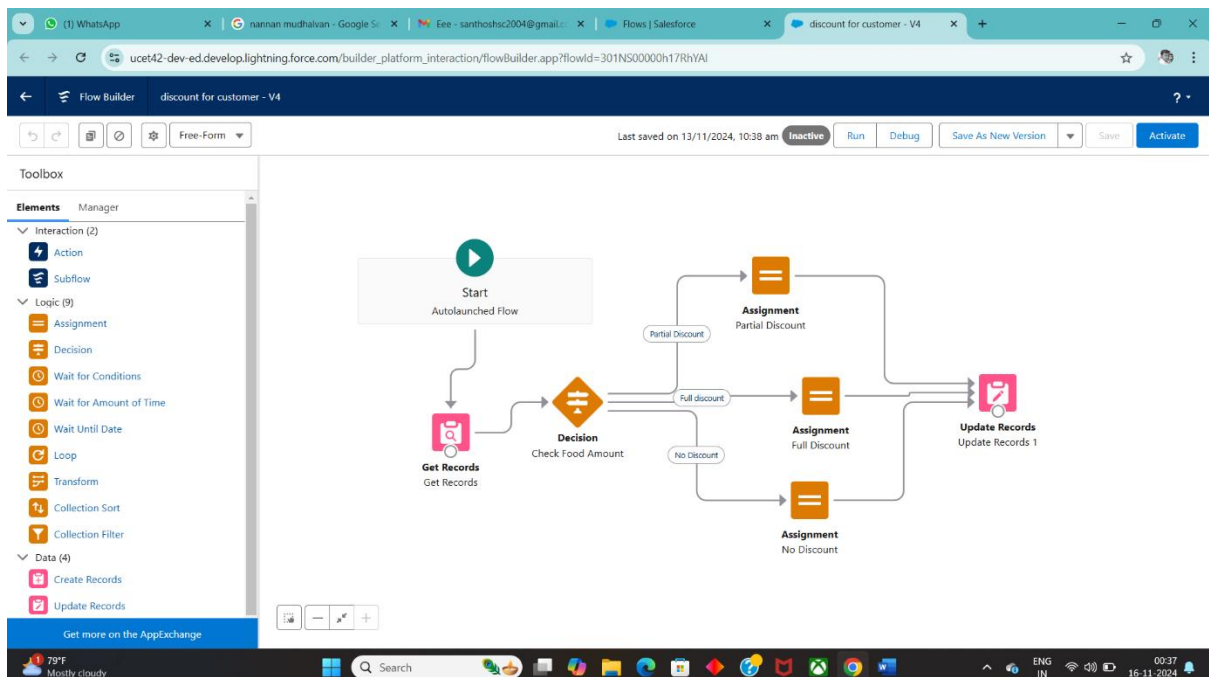 (1) WhatsApp
nannan mudhalvan - Google Se
Eee - santhoshsc2004@gmail.c
Flows | Salesforce
discount for customer - V4
ucet42-dev-ed.develop.lightning.force.com/builder_platform_interaction/flowBuilder.app?flowId=301NS00000h17RhYAI
Flow Builder discount for customer - V4 ?
Free-Form Last saved on 13/11/2024, 10:38 am Inactive Run Debug Save As New Version Save Activate
Toolbox
Elements Manager
Interaction (2)
Action
Subflow
Logic (9)
Assignment
Decision
Wait for Conditions
Wait for Amount of Time
Wait Until Date
Loop
Transform
Collection Sort
Collection Filter
Data (4)
Create Records
Update Records
Get more on the AppExchange
Start
Autolaunched Flow
Get Records
Get Records
Decision
Check Food Amount
Partial Discount
Full discount
No Discount
Assignment
Partial Discount
Assignment
Full Discount
Assignment
No Discount
Update Records
Update Records 1
1
79°F
Mostly cloudy
Search
ENG
IN
00:37
16-11-2024